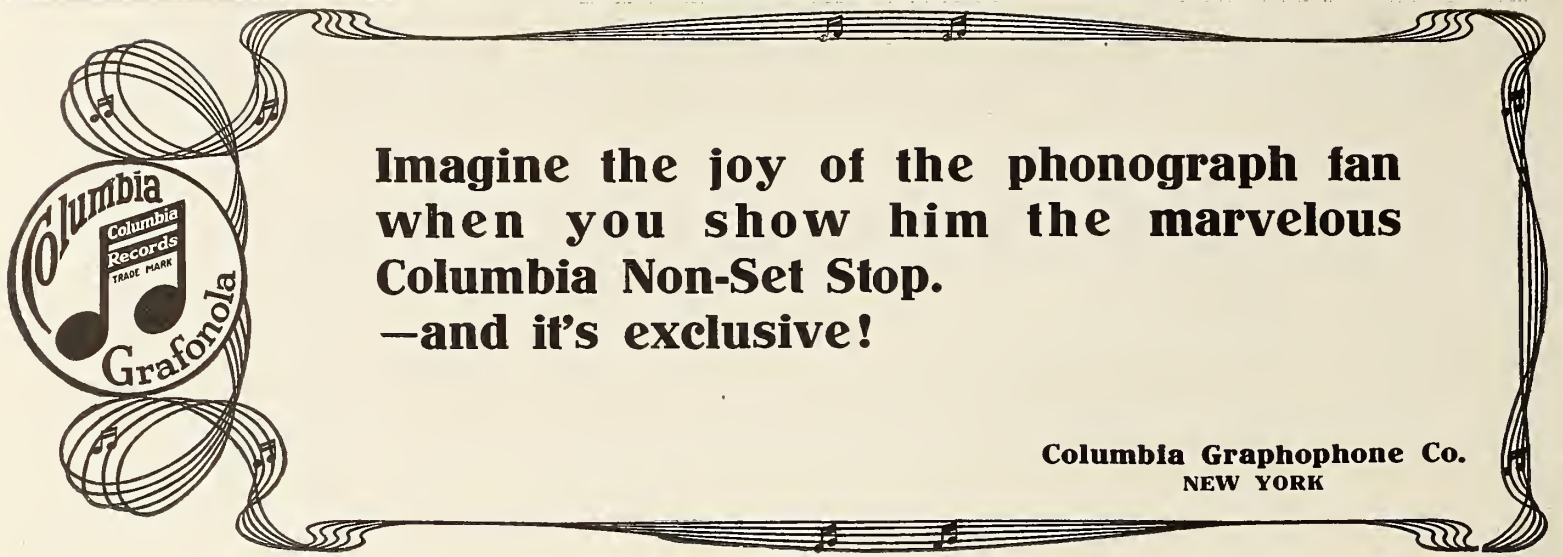 Columbia
Columbia
Records
TRADE MARK
Grafonola
Imagine the joy of the phonograph fan
when you show him the marvelous
Columbia Non-Set Stop.
—and it's exclusive!
Columbia Graphophone Co.
NEW YORK